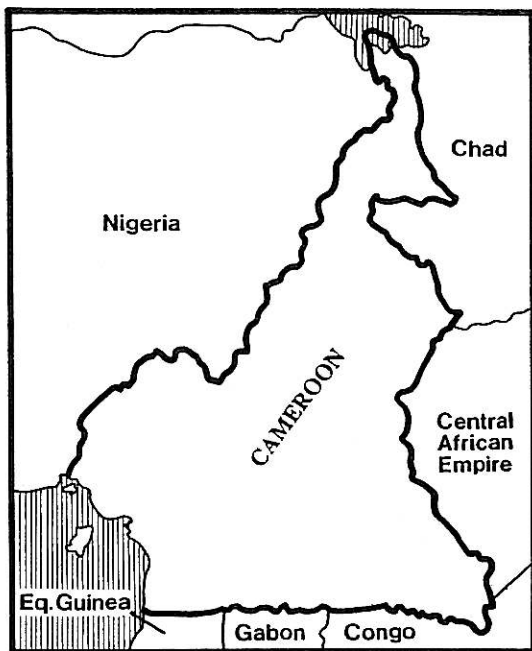 Chad
Nigeria
CAMEROON
Central
African
Empire
Eq.Guinea
Gabon
Congo